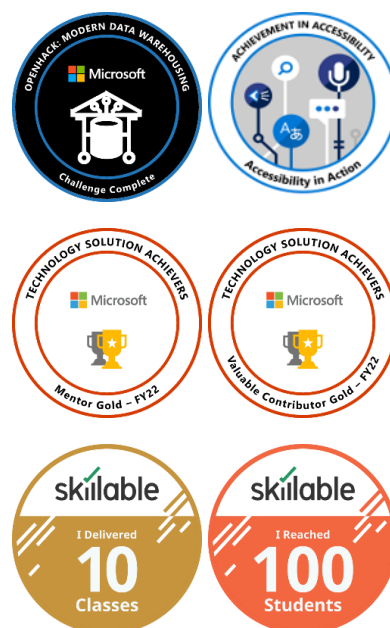 OPENHACK: MODERN DATA WAREHOUSING
Microsoft
Challenge Complete
ACHIEVEMENT IN ACCESSIBILITY
A あ
Accessibility in Action
TECHNOLOGY SOLUTION ACHIEVERS
Microsoft
Mentor Gold – FY22
TECHNOLOGY SOLUTION ACHIEVERS
Microsoft
Valuable Contributor Gold – FY22
skillable
I Delivered
10
Classes
skillable
I Reached
100
Students